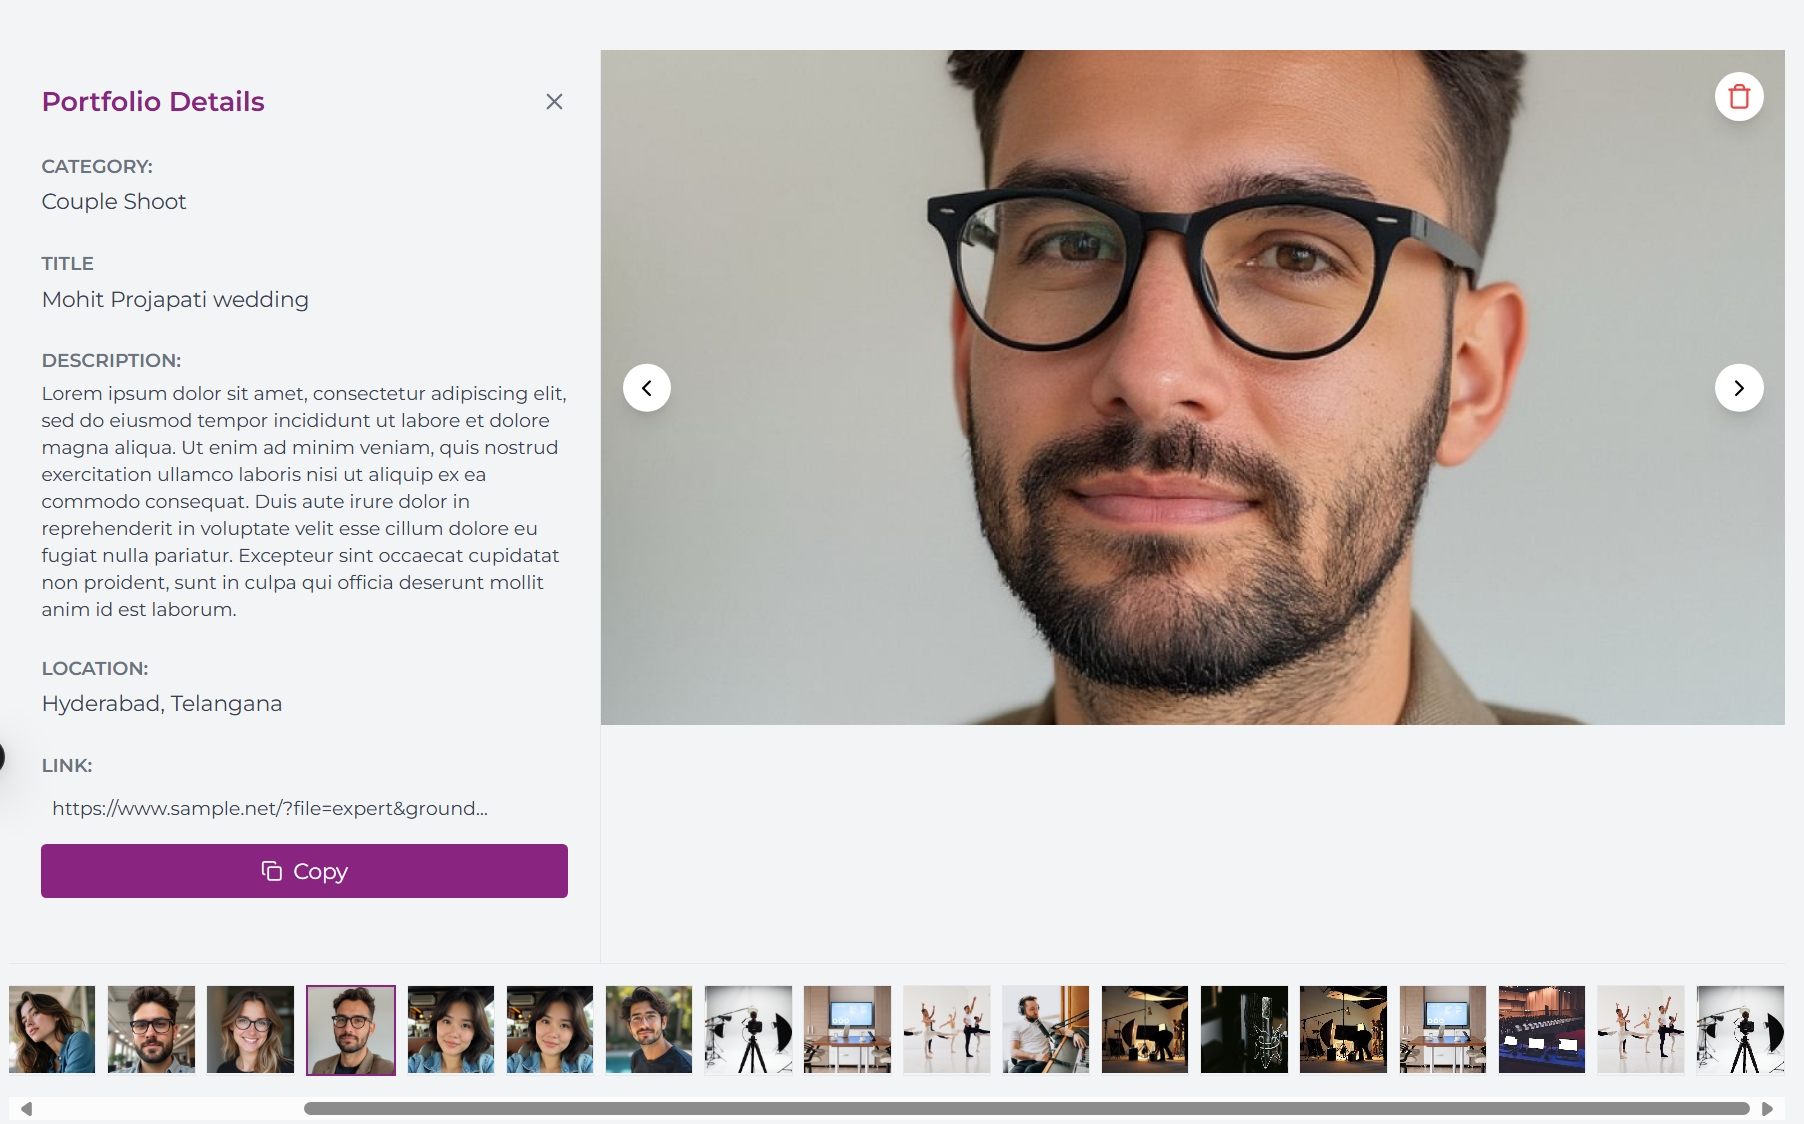 Portfolio Details
CATEGORY:
Couple Shoot
TITLE
Mohit Projapati wedding
DESCRIPTION:
Lorem ipsum dolor sit amet, consectetur adipiscing elit,
sed do eiusmod tempor incididunt ut labore et dolore
magna aliqua. Ut enim ad minim veniam, quis nostrud
exercitation ullamco laboris nisi ut aliquip ex ea
commodo consequat. Duis aute irure dolor in
reprehenderit in voluptate velit esse cillum dolore eu
fugiat nulla pariatur. Excepteur sint occaecat cupidatat
non proident, sunt in culpa qui officia deserunt mollit
anim id est laborum.
LOCATION:
Hyderabad, Telangana
LINK:
https://www.sample.net/?file=expert&ground...
Copy